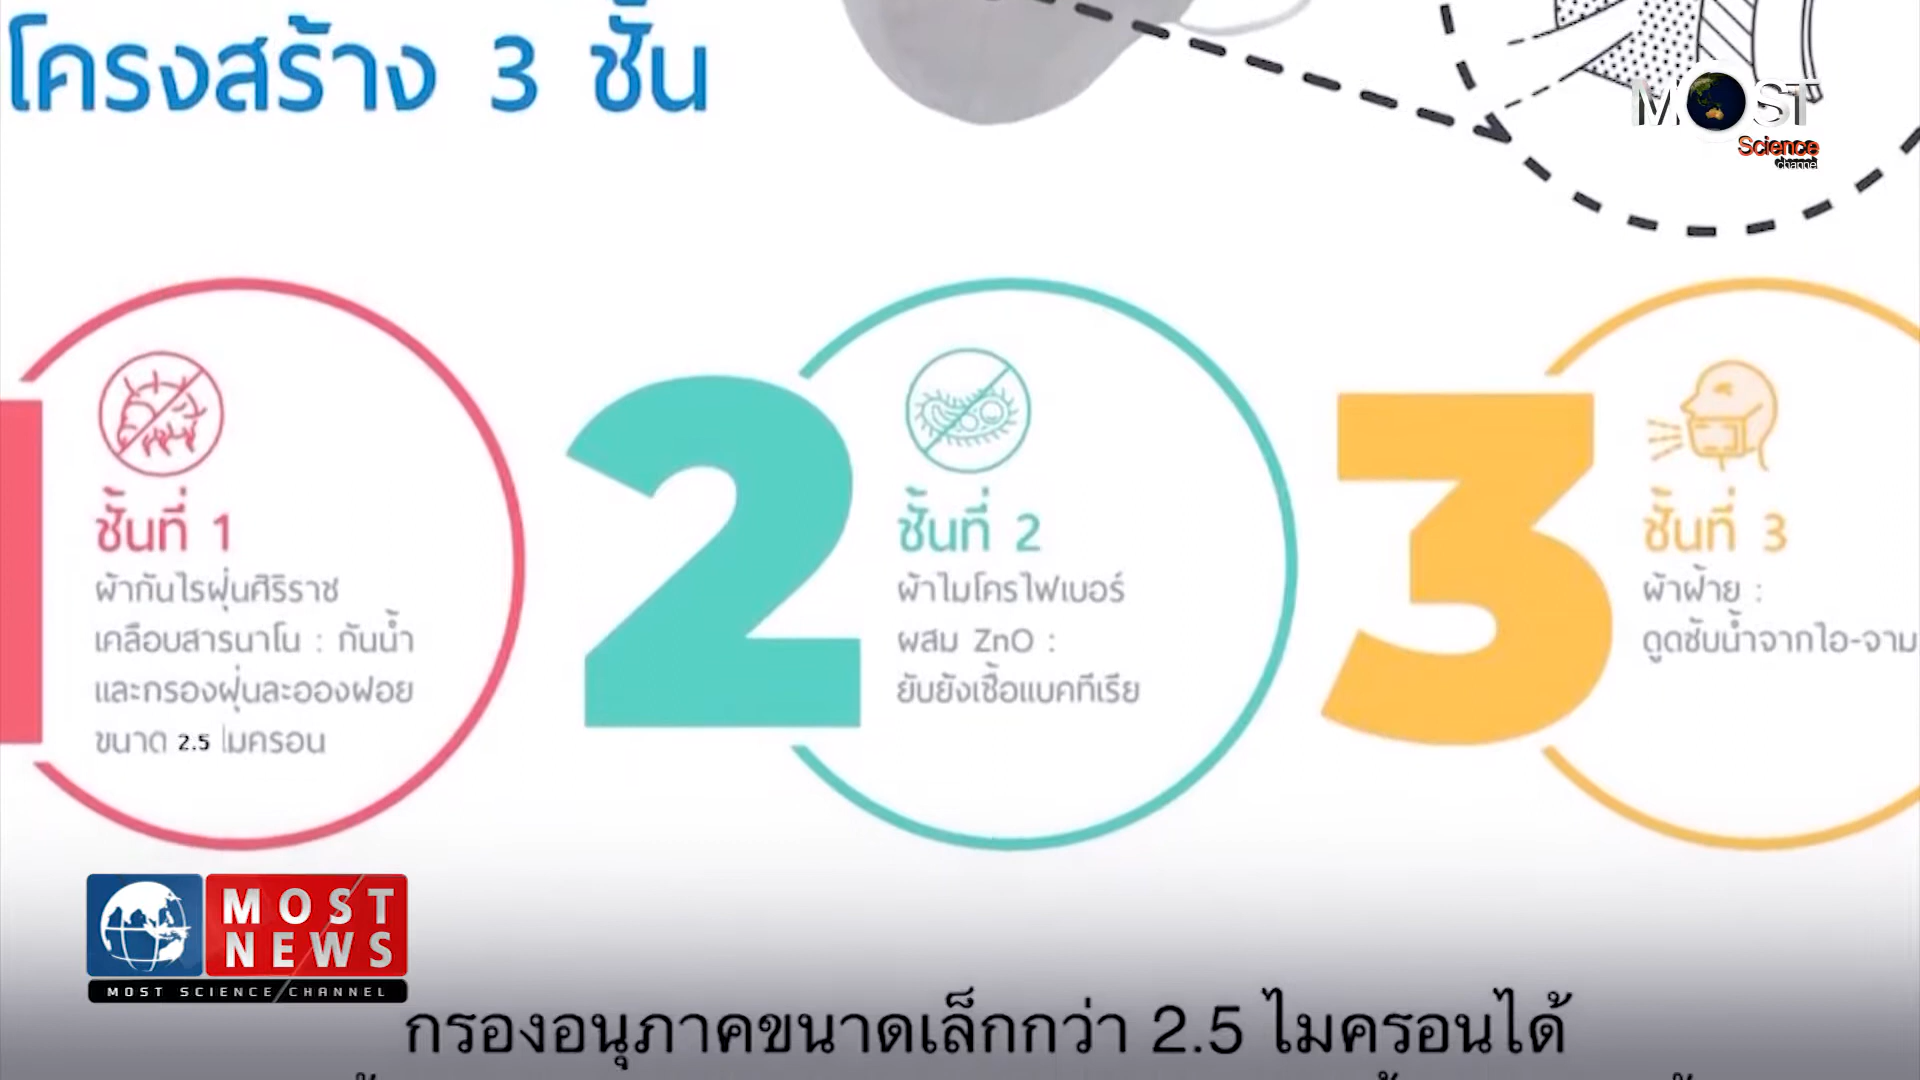 โครงสร้าง 3 ชั้น
MOST
Science
channel
1
ชั้นที่ 1
ผ้ากันไรฝุ่นศิริราช
เคลือบสารนาโน : กันน้ำ
และกรองฝุ่นละอองฝอย
ขนาด 2.5 ไมครอน
2
ชั้นที่ 2
ผ้าไมโครไฟเบอร์
ผสม ZnO :
ยับยังเชื้อแบคทีเรีย
3
ชั้นที่ 3
ผ้าฝ้าย :
ดูดซับน้ำจากไอ-จาม
MOST
NEWS
MOST SCIENCE CHANNEL
กรองอนุภาคขนาดเล็กกว่า 2.5 ไมครอนได้